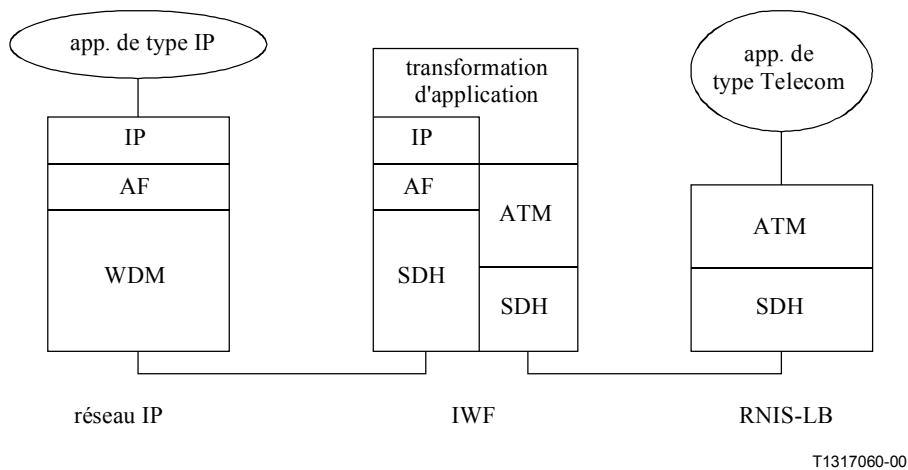 app. de type IP
IP
AF
WDM
réseau IP
transformation
d'application
IP
AF
SDH
ATM
SDH
IWF
app. de
type Telecom
ATM
SDH
RNIS-LB
T1317060-00